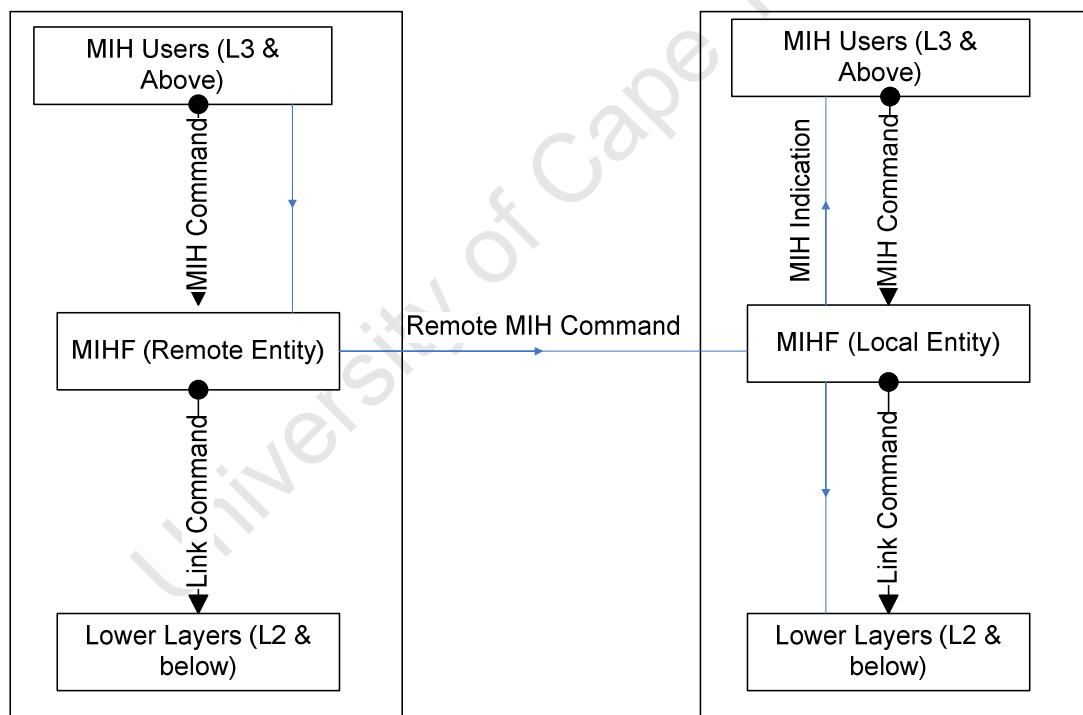 MIH Users (L3 &
Above)
MIH Command
MIHF (Remote Entity)
Link Command
Lower Layers (L2 &
below)
Remote MIH Command
MIH Users (L3 &
Above)
MIH Indication
MIH Command
MIHF (Local Entity)
Link Command
Lower Layers (L2 &
below)
University of Cape